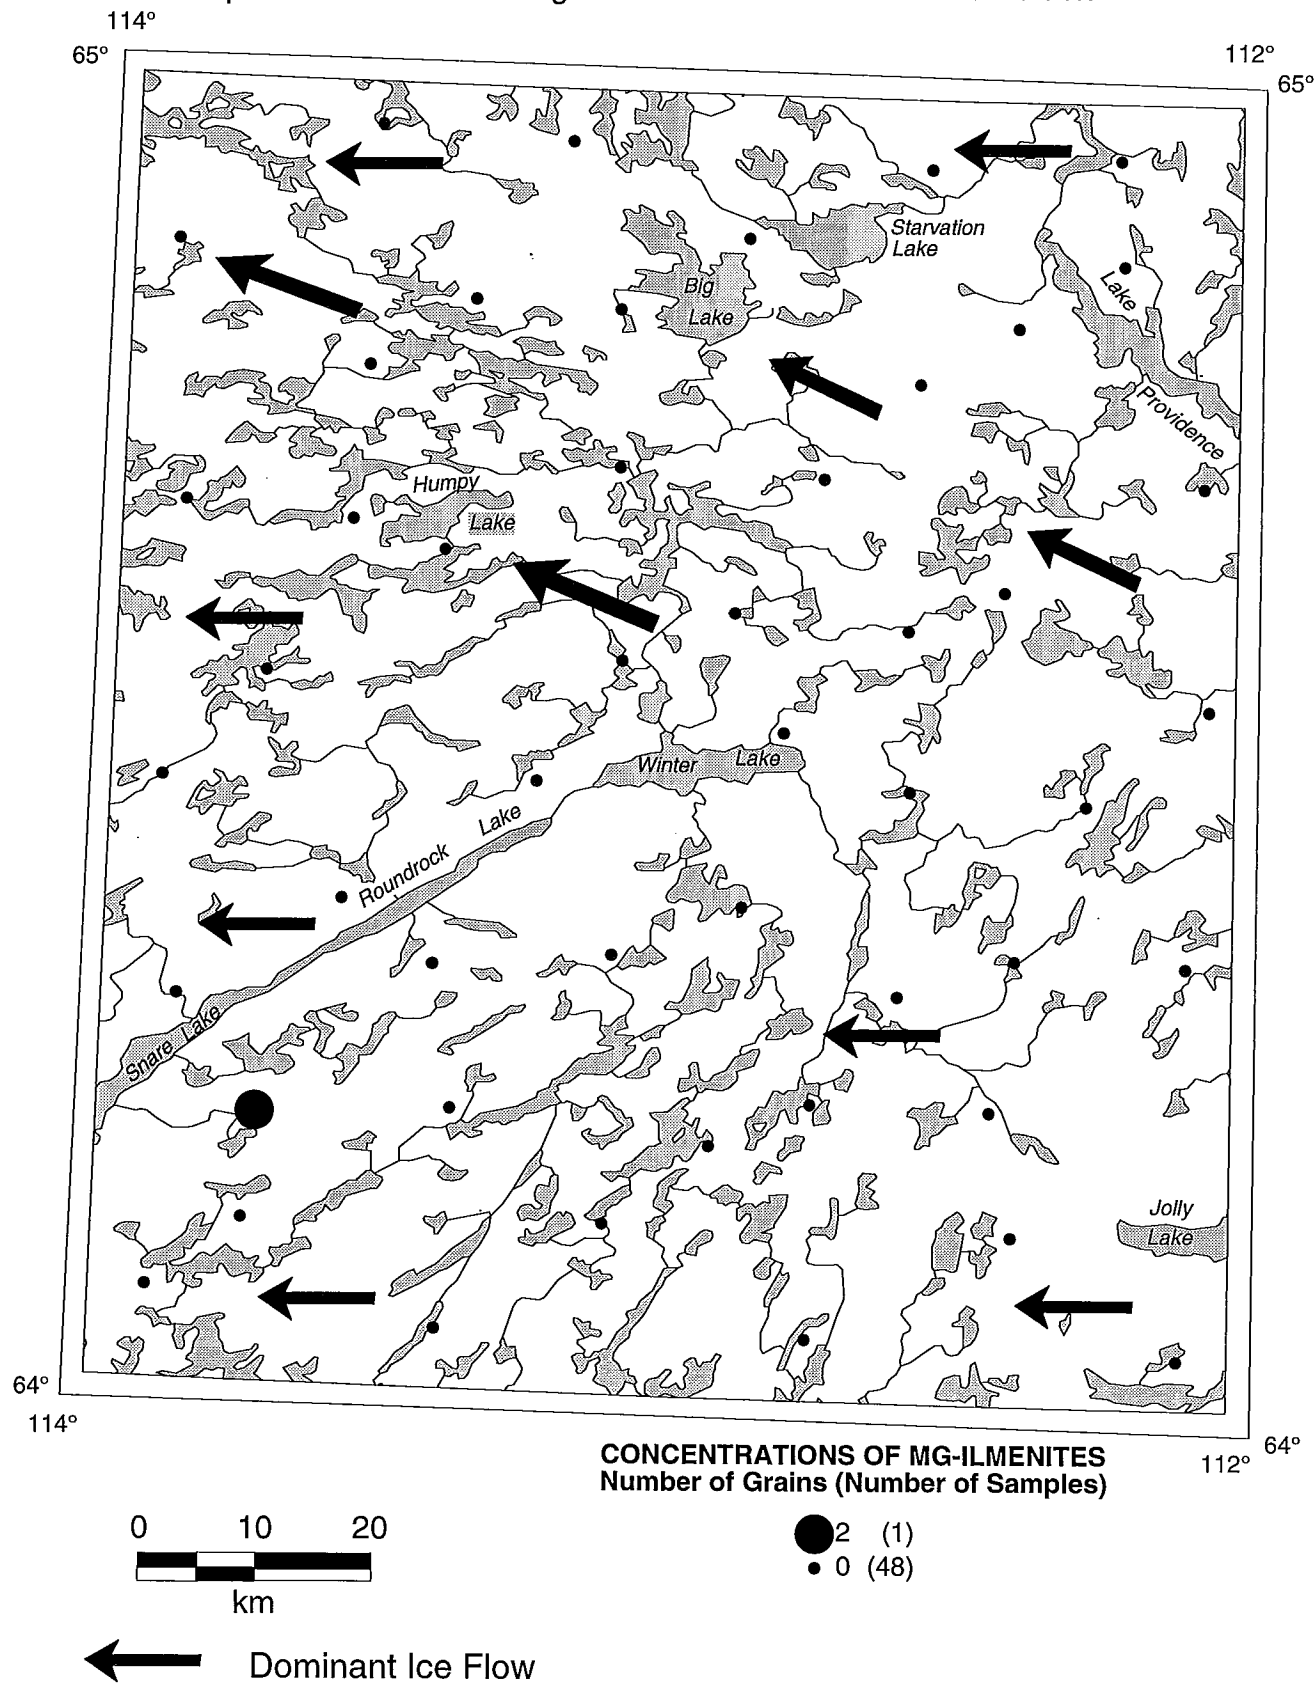 114°
65°
112°
65°
Starvation
Lake
Big
Lake
Lake
Providence
Humpy
Lake
Winter Lake
Lake
Roundrock
Snare Lake
Jolly
Lake
64°
114°
64°
112°
CONCENTRATIONS OF MG-ILMENITES
Number of Grains (Number of Samples)
2 (1)
0 (48)
0 10 20
km
Dominant Ice Flow